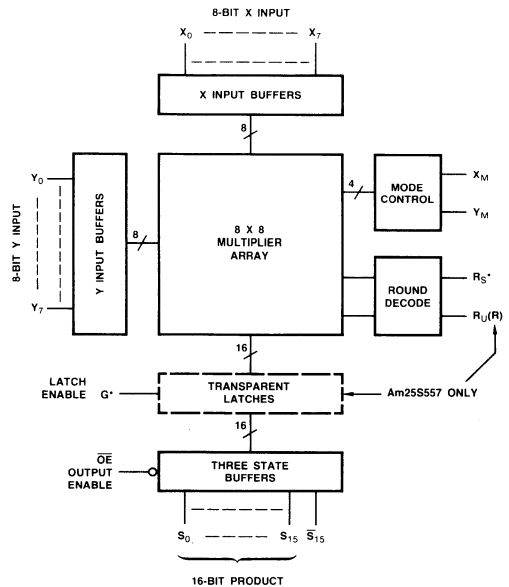 8-BIT X INPUT
X0 X7
X INPUT BUFFERS
8
8-BIT Y INPUT
Y0
Y7
Y INPUT BUFFERS
8
8 X 8
MULTIPLIER
ARRAY
4
MODE
CONTROL
XM
YM
ROUND
DECODE
RS*
RU(R)
16
LATCH
ENABLE G*
TRANSPARENT
LATCHES
Am25S557 ONLY
16
OE
OUTPUT
ENABLE
THREE STATE
BUFFERS
S0 S15 S̅15
16-BIT PRODUCT